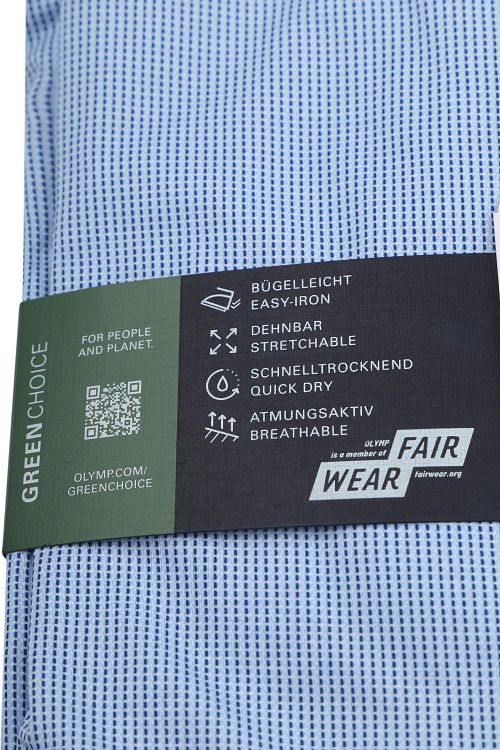 GREEN CHOICE
FOR PEOPLE
AND PLANET.
OLYMP.COM/
GREENCHOICE
BÜGELLEICHT
EASY-IRON
DEHNBAR
STRETCHABLE
SCHNELLTROCKNEND
QUICK DRY
ATMUNGSAKTIV
BREATHABLE
OLYMP
is a member of
FAIR
WEAR
fairwear.org